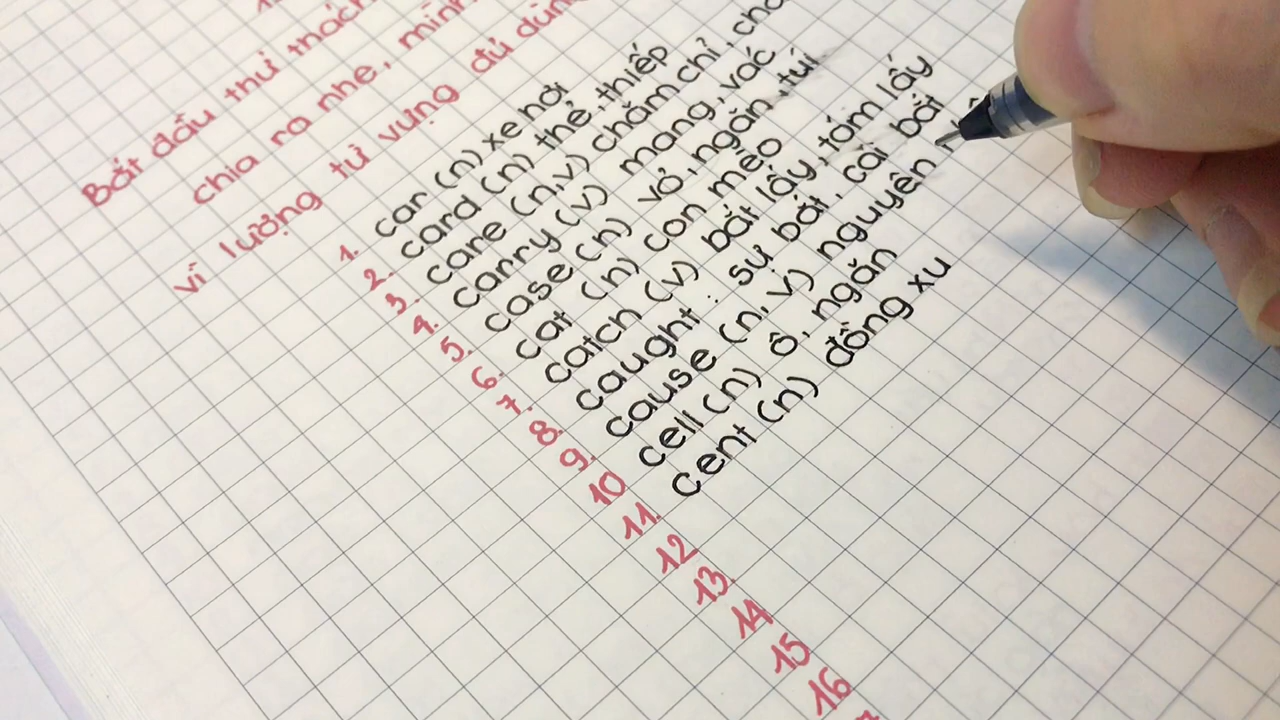 Bắt đầu thử thách
chia ra nhe, mình
vì lượng từ vựng đủ dùng
1. car (n) xe hơi
2. card (n) thẻ, thiếp
3. care (n,v) chăm chỉ, chă
4. carry (v) mang, vác
5. case (n) vỏ, ngăn, túi
6. cat (n) con mèo
7. catch (v) bắt lấy, tóm lấy
8. caught : sự bắt, cái bắt
9. cause (n, v) nguyên
10 cell (n) ô, ngăn
11. cent (n) đồng xu
12
13.
14
15
16